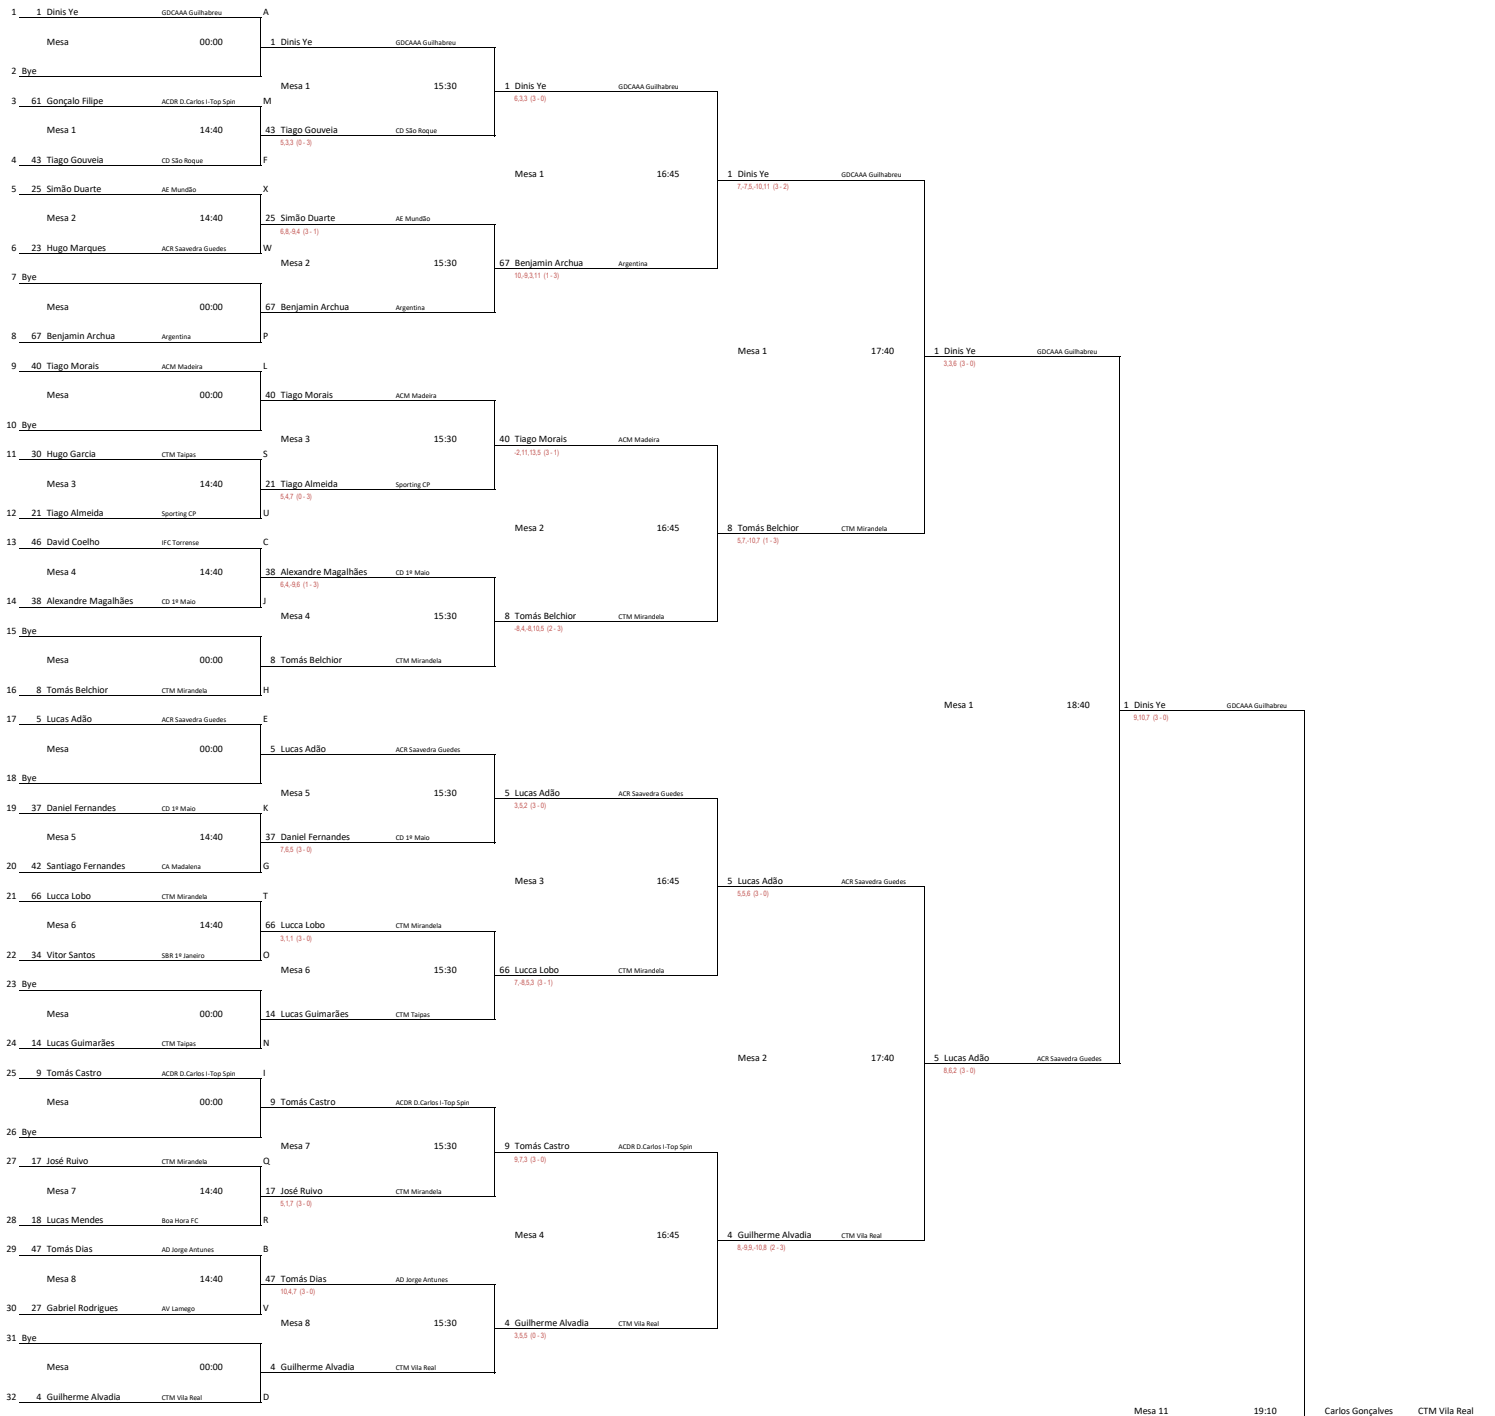 1 1 Dinis Ye GDCAAA Guilhabreu A
Mesa 00:00 1 Dinis Ye GDCAAA Guilhabreu
2 Bye
Mesa 1 15:30 1 Dinis Ye GDCAAA Guilhabreu
6,3,3 (3 - 0)
3 61 Gonçalo Filipe ACDR D.Carlos I-Top Spin M
Mesa 1 14:40 43 Tiago Gouveia CD São Roque
5,3,3 (0 - 3)
4 43 Tiago Gouveia CD São Roque F
Mesa 1 16:45 1 Dinis Ye GDCAAA Guilhabreu
7,-7,5,-10,11 (3 - 2)
5 25 Simão Duarte AE Mundão X
Mesa 2 14:40 25 Simão Duarte AE Mundão
6,8,-9,4 (3 - 1)
6 23 Hugo Marques ACR Saavedra Guedes W
Mesa 2 15:30 67 Benjamin Archua Argentina
10,-9,3,11 (1 - 3)
7 Bye
Mesa 00:00 67 Benjamin Archua Argentina
8 67 Benjamin Archua Argentina P
Mesa 1 17:40 1 Dinis Ye GDCAAA Guilhabreu
3,3,6 (3 - 0)
9 40 Tiago Morais ACM Madeira L
Mesa 00:00 40 Tiago Morais ACM Madeira
10 Bye
Mesa 3 15:30 40 Tiago Morais ACM Madeira
-2,11,13,5 (3 - 1)
11 30 Hugo Garcia CTM Taipas S
Mesa 3 14:40 21 Tiago Almeida Sporting CP
5,4,7 (0 - 3)
12 21 Tiago Almeida Sporting CP U
Mesa 2 16:45 8 Tomás Belchior CTM Mirandela
5,7,-10,7 (1 - 3)
13 46 David Coelho IFC Torrense C
Mesa 4 14:40 38 Alexandre Magalhães CD 1º Maio
6,4,-9,6 (1 - 3)
14 38 Alexandre Magalhães CD 1º Maio J
Mesa 4 15:30 8 Tomás Belchior CTM Mirandela
-8,4,-8,10,5 (2 - 3)
15 Bye
Mesa 00:00 8 Tomás Belchior CTM Mirandela
16 8 Tomás Belchior CTM Mirandela H
Mesa 1 18:40 1 Dinis Ye GDCAAA Guilhabreu
9,10,7 (3 - 0)
17 5 Lucas Adão ACR Saavedra Guedes E
Mesa 00:00 5 Lucas Adão ACR Saavedra Guedes
18 Bye
Mesa 5 15:30 5 Lucas Adão ACR Saavedra Guedes
3,5,2 (3 - 0)
19 37 Daniel Fernandes CD 1º Maio K
Mesa 5 14:40 37 Daniel Fernandes CD 1º Maio
7,6,5 (3 - 0)
20 42 Santiago Fernandes CA Madalena G
Mesa 3 16:45 5 Lucas Adão ACR Saavedra Guedes
5,5,6 (3 - 0)
21 66 Lucca Lobo CTM Mirandela T
Mesa 6 14:40 66 Lucca Lobo CTM Mirandela
3,1,1 (3 - 0)
22 34 Vitor Santos SBR 1º Janeiro O
Mesa 6 15:30 66 Lucca Lobo CTM Mirandela
7,-8,5,3 (3 - 1)
23 Bye
Mesa 00:00 14 Lucas Guimarães CTM Taipas
24 14 Lucas Guimarães CTM Taipas N
Mesa 2 17:40 5 Lucas Adão ACR Saavedra Guedes
8,6,2 (3 - 0)
25 9 Tomás Castro ACDR D.Carlos I-Top Spin I
Mesa 00:00 9 Tomás Castro ACDR D.Carlos I-Top Spin
26 Bye
Mesa 7 15:30 9 Tomás Castro ACDR D.Carlos I-Top Spin
9,7,3 (3 - 0)
27 17 José Ruivo CTM Mirandela Q
Mesa 7 14:40 17 José Ruivo CTM Mirandela
5,1,7 (3 - 0)
28 18 Lucas Mendes Boa Hora FC R
Mesa 4 16:45 4 Guilherme Alvadia CTM Vila Real
8,-9,9,-10,8 (2 - 3)
29 47 Tomás Dias AD Jorge Antunes B
Mesa 8 14:40 47 Tomás Dias AD Jorge Antunes
10,4,7 (3 - 0)
30 27 Gabriel Rodrigues AV Lamego V
Mesa 8 15:30 4 Guilherme Alvadia CTM Vila Real
3,5,5 (0 - 3)
31 Bye
Mesa 00:00 4 Guilherme Alvadia CTM Vila Real
32 4 Guilherme Alvadia CTM Vila Real D
Mesa 11 19:10 Carlos Gonçalves CTM Vila Real